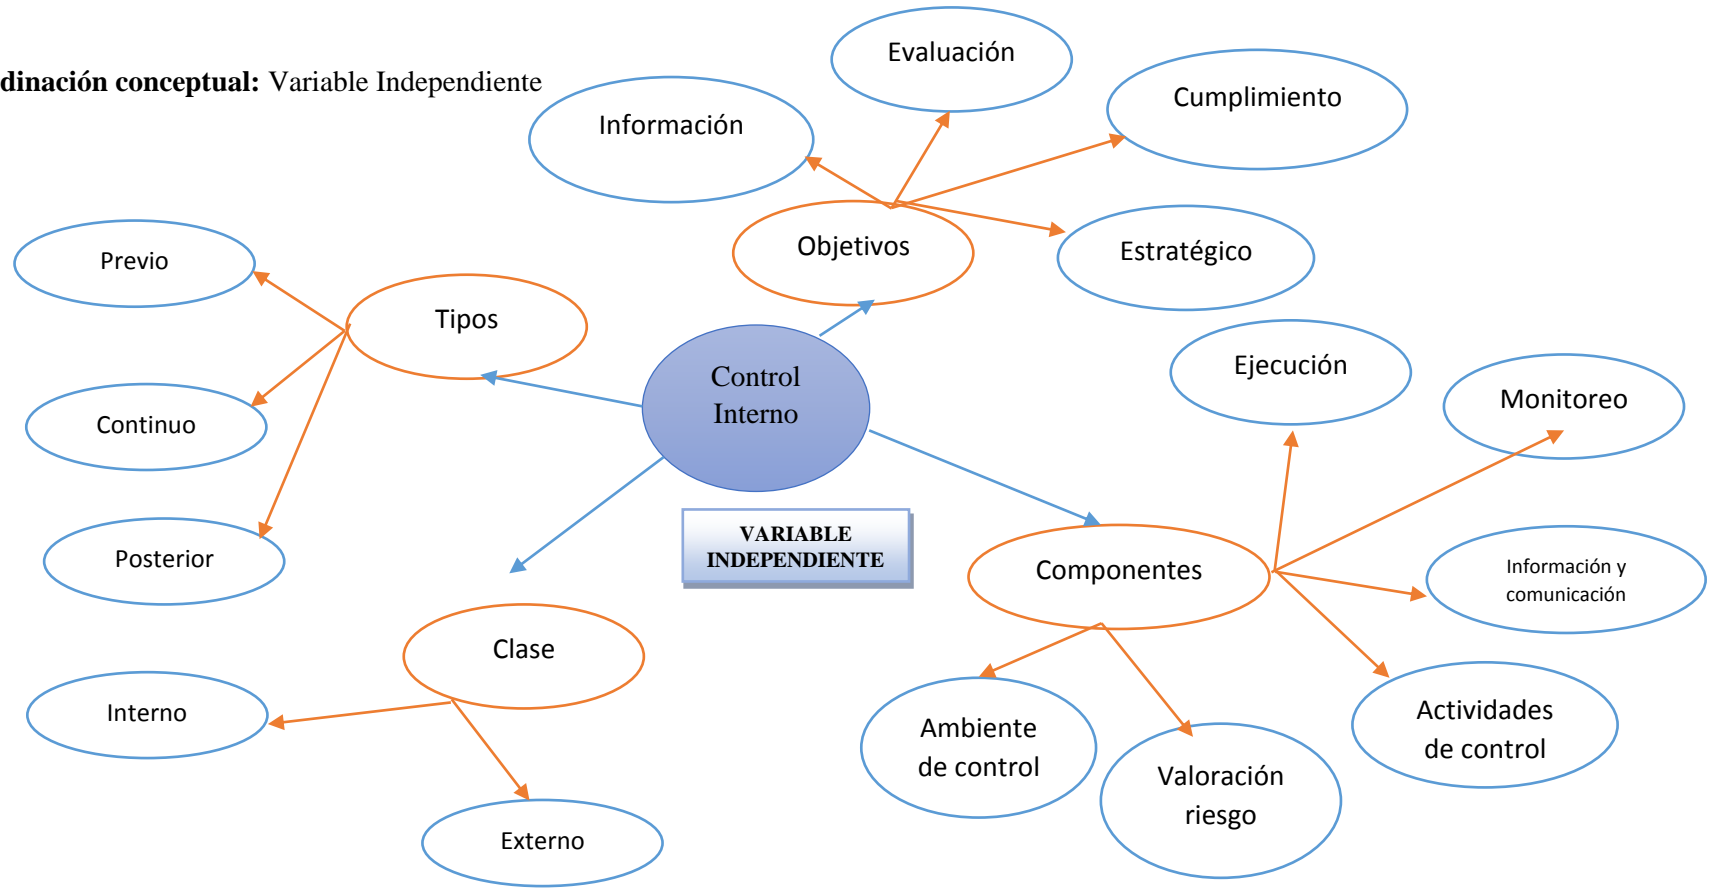 dinación conceptual: Variable Independiente
Evaluación
Cumplimiento
Información
Objetivos
Estratégico
Previo
Tipos
Continuo
Posterior
Control
Interno
VARIABLE
INDEPENDIENTE
Ejecución
Monitoreo
Componentes
Información y
comunicación
Clase
Interno
Externo
Ambiente
de control
Valoración
riesgo
Actividades
de control